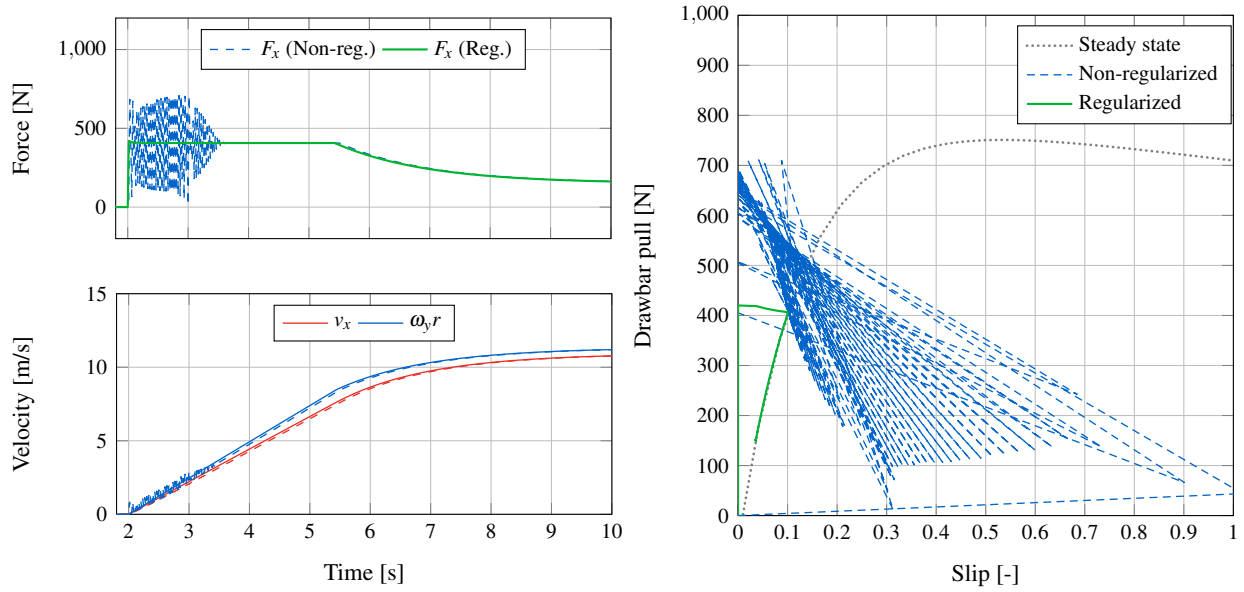 1,000
500
0
Force [N]
F_x (Non-reg.) F_x (Reg.)
15
10
5
0
Velocity [m/s]
v_x ω_y r
2 3 4 5 6 7 8 9 10
Time [s]
1,000
900
800
700
600
500
400
300
200
100
0
Drawbar pull [N]
Steady state
Non-regularized
Regularized
0 0.1 0.2 0.3 0.4 0.5 0.6 0.7 0.8 0.9 1
Slip [-]